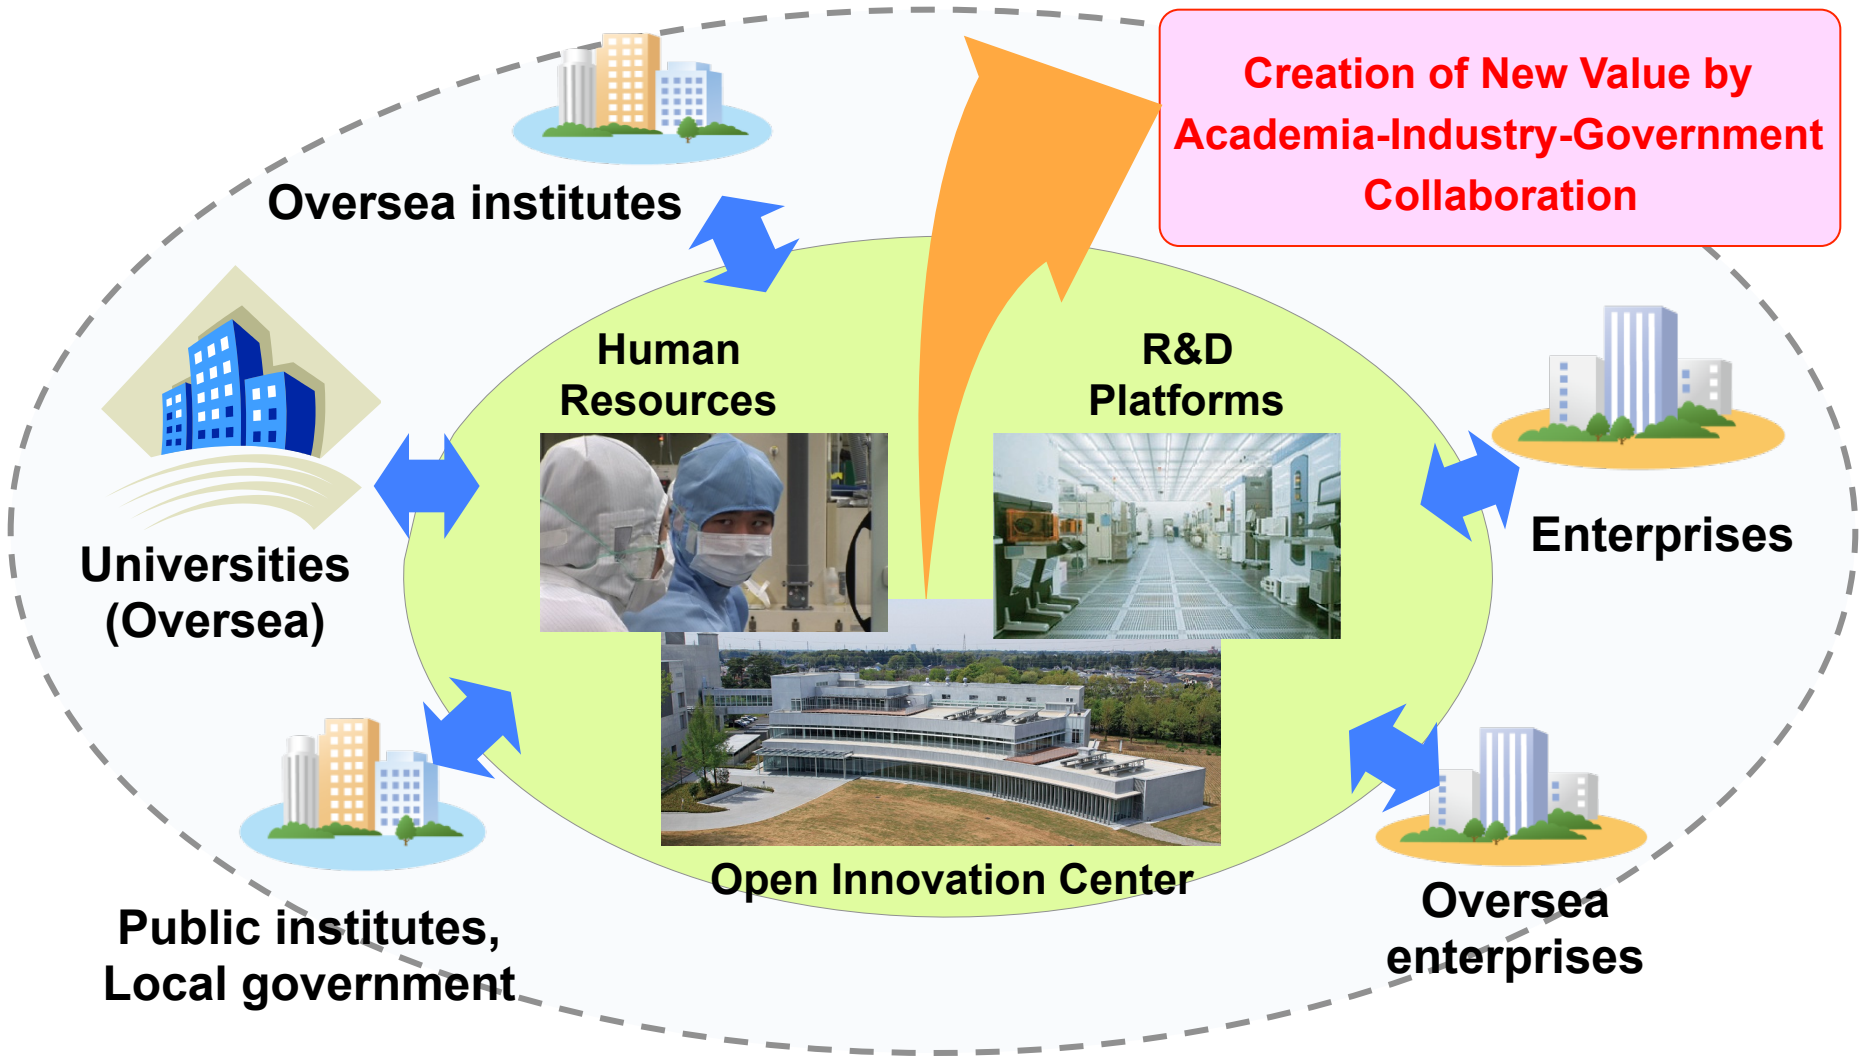 Creation of New Value by
Academia-Industry-Government
Collaboration
Oversea institutes
Human
Resources
R&D
Platforms
Universities
(Oversea)
Enterprises
Open Innovation Center
Public institutes,
Local government
Oversea
enterprises